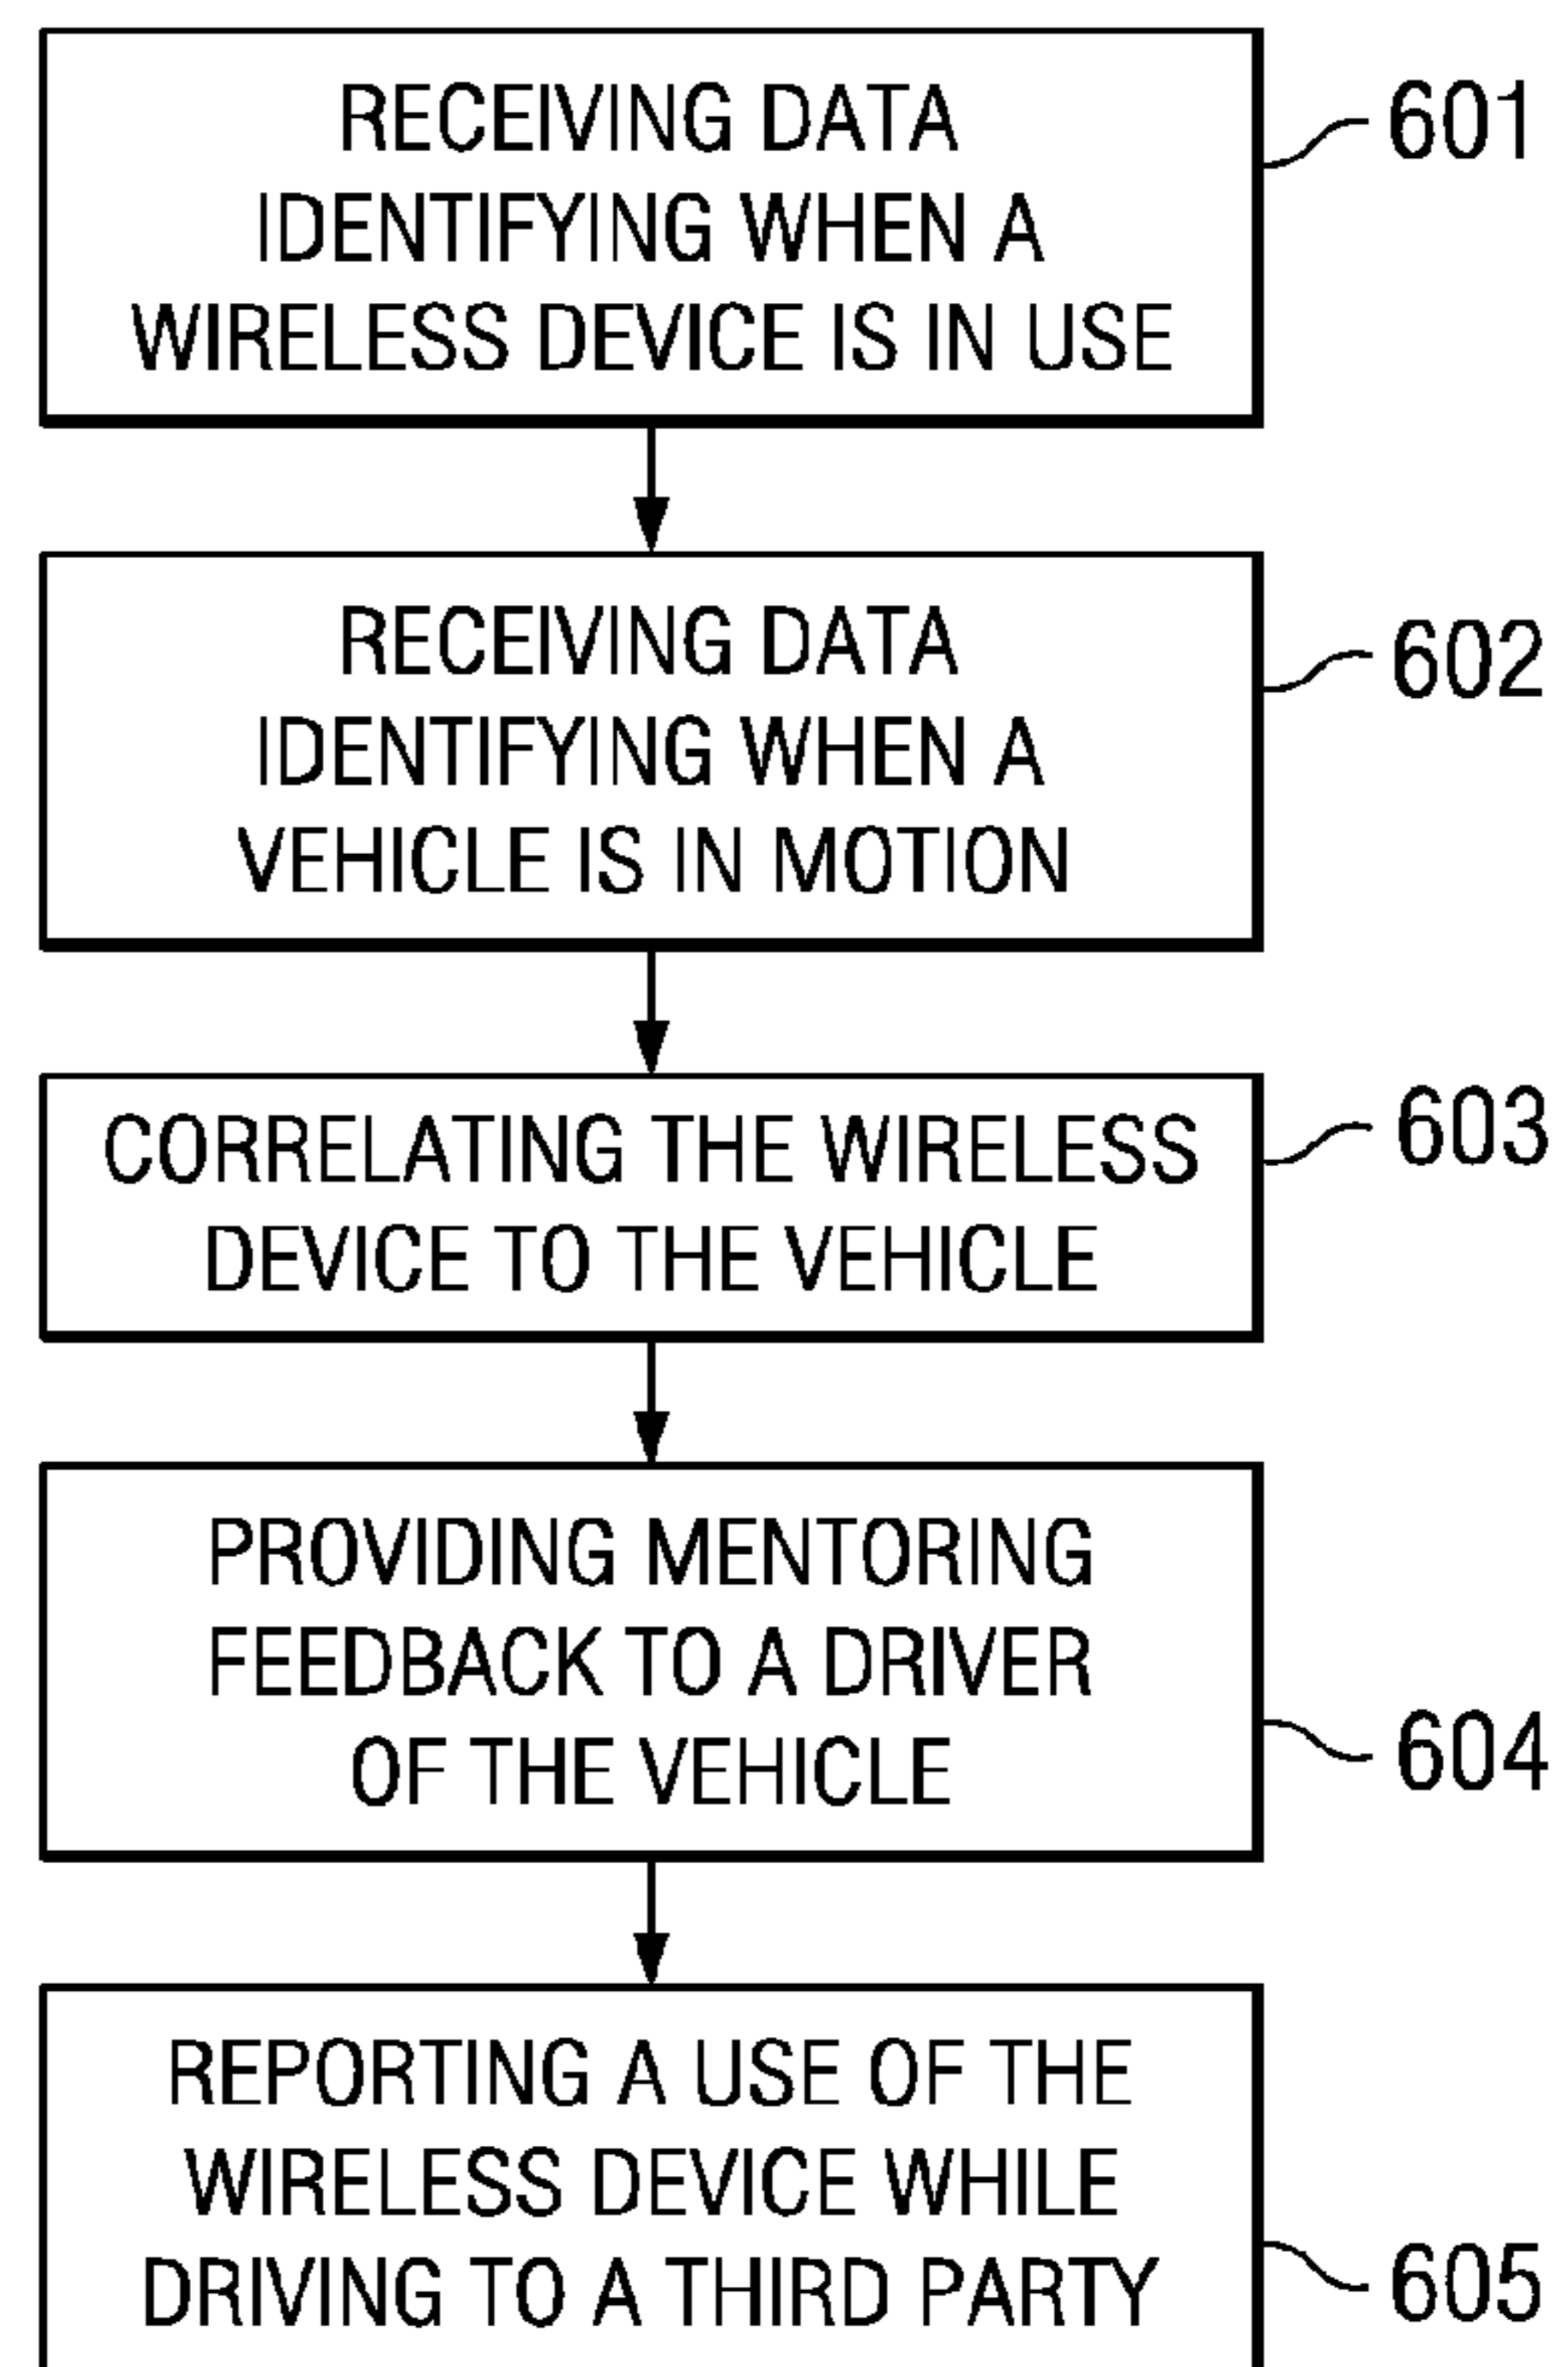 RECEIVING DATA
IDENTIFYING WHEN A
WIRELESS DEVICE IS IN USE
601
RECEIVING DATA
IDENTIFYING WHEN A
VEHICLE IS IN MOTION
602
CORRELATING THE WIRELESS
DEVICE TO THE VEHICLE
603
PROVIDING MENTORING
FEEDBACK TO A DRIVER
OF THE VEHICLE
604
REPORTING A USE OF THE
WIRELESS DEVICE WHILE
DRIVING TO A THIRD PARTY
605